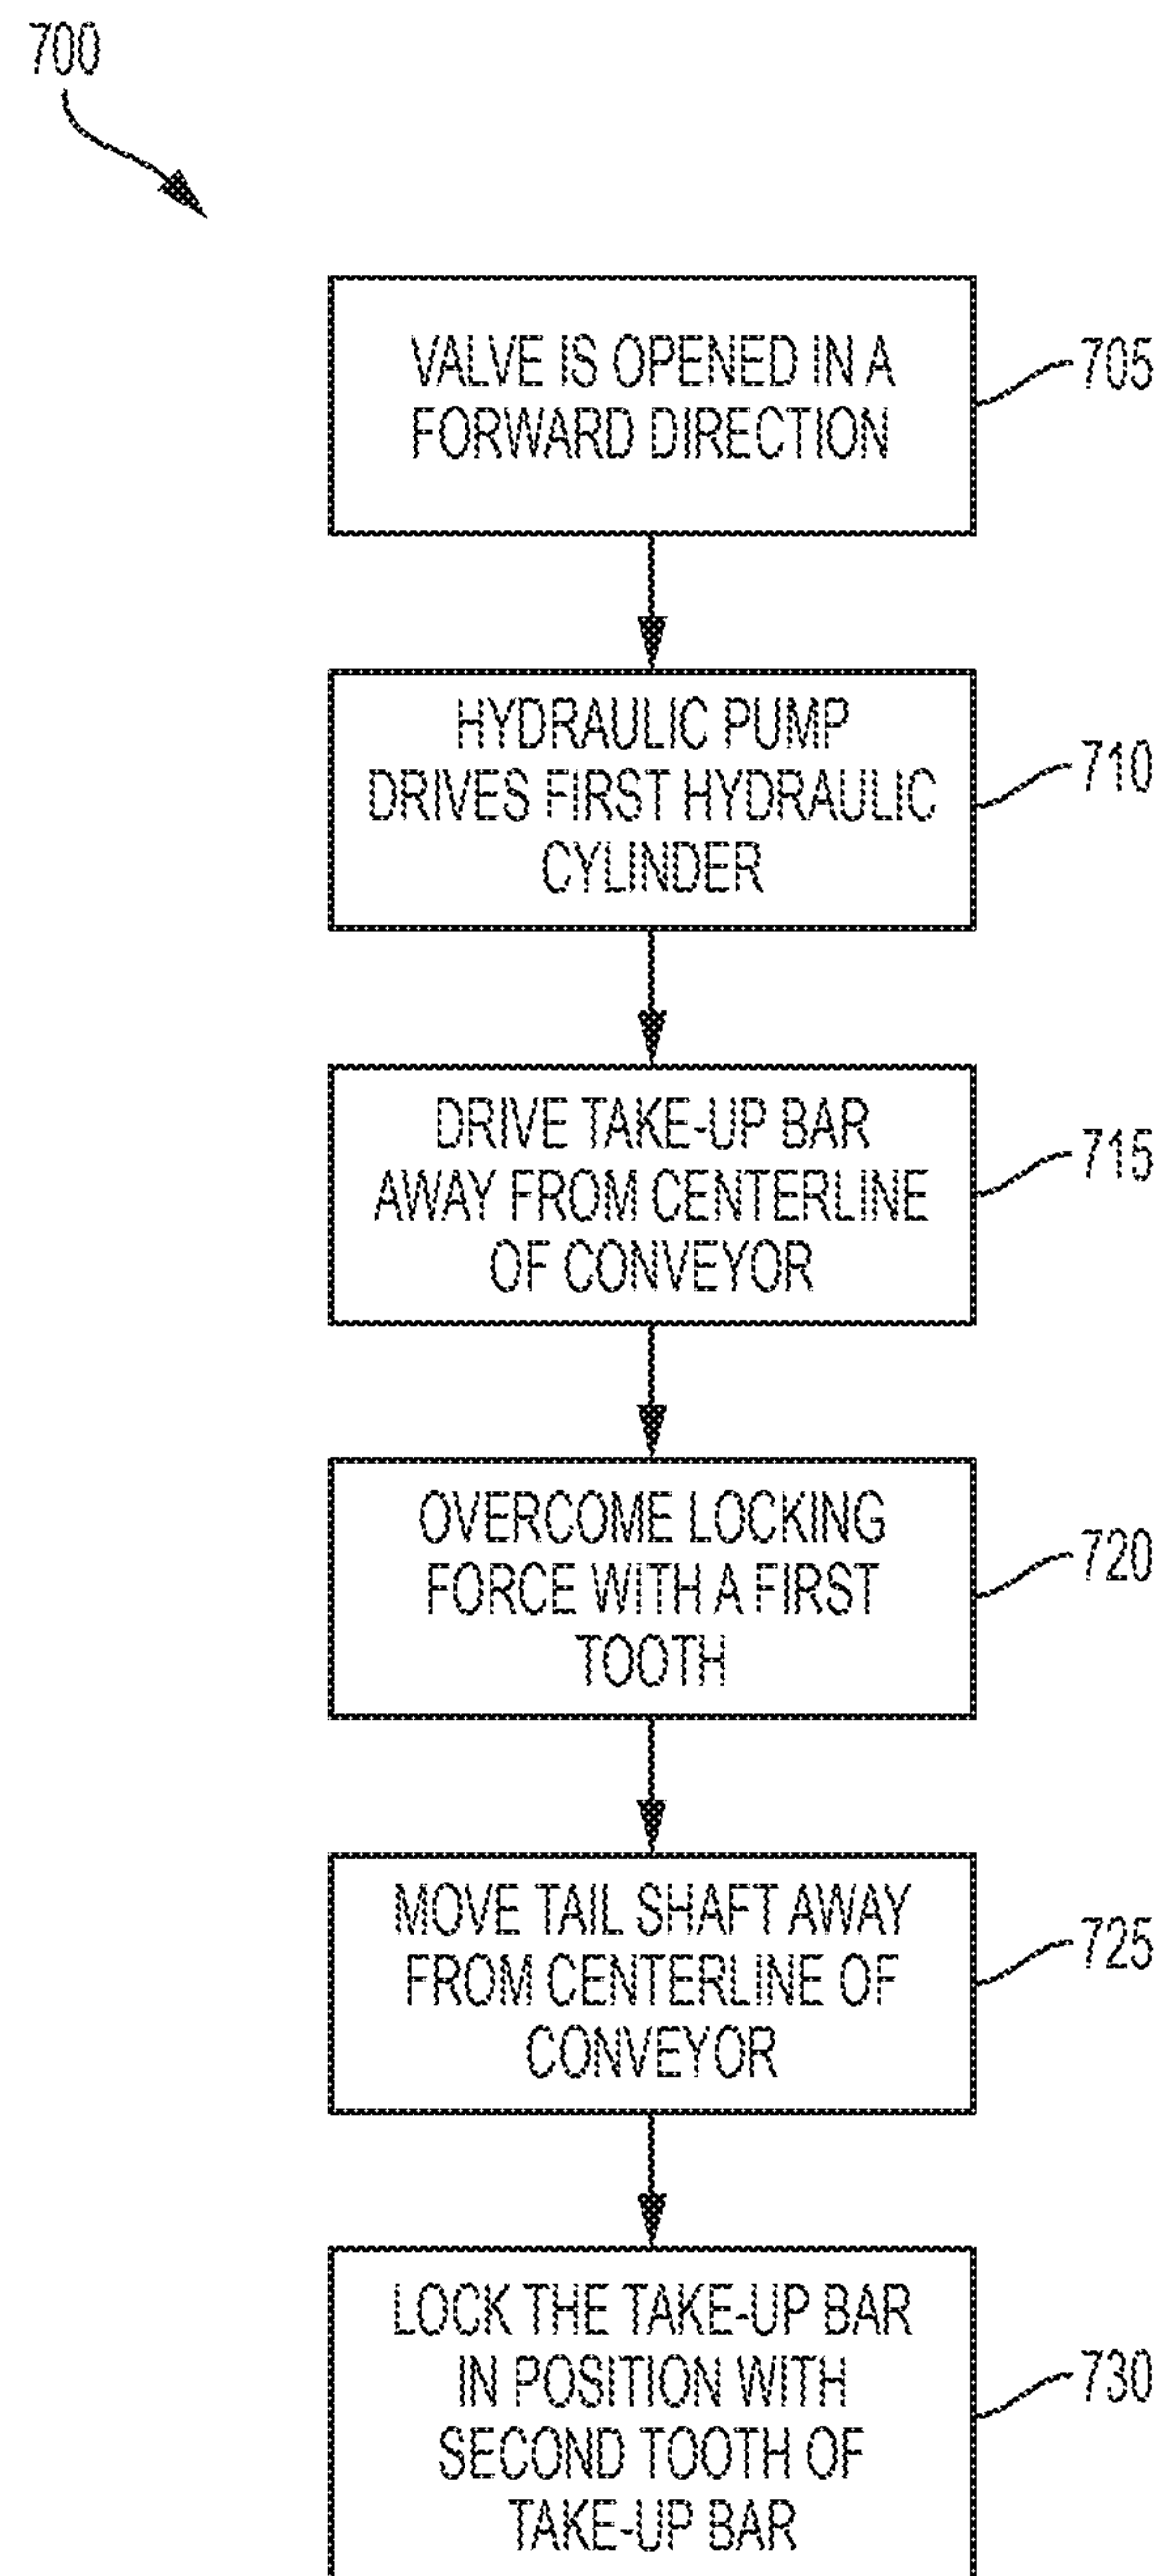 700
VALVE IS OPENED IN A
FORWARD DIRECTION
705
HYDRAULIC PUMP
DRIVES FIRST HYDRAULIC
CYLINDER
710
DRIVE TAKE-UP BAR
AWAY FROM CENTERLINE
OF CONVEYOR
715
OVERCOME LOCKING
FORCE WITH A FIRST
TOOTH
720
MOVE TAIL SHAFT AWAY
FROM CENTERLINE OF
CONVEYOR
725
LOCK THE TAKE-UP BAR
IN POSITION WITH
SECOND TOOTH OF
TAKE-UP BAR
730